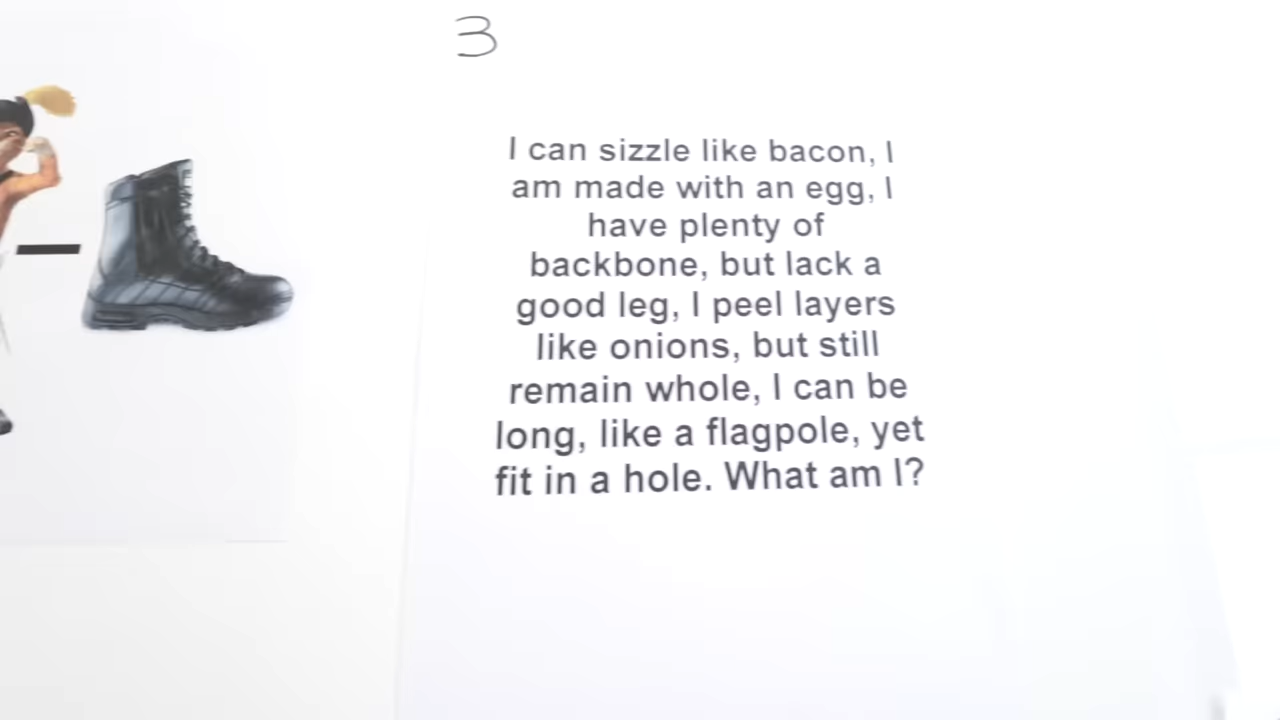 3
I can sizzle like bacon, I
am made with an egg, I
have plenty of
backbone, but lack a
good leg, I peel layers
like onions, but still
remain whole, I can be
long, like a flagpole, yet
fit in a hole. What am I?